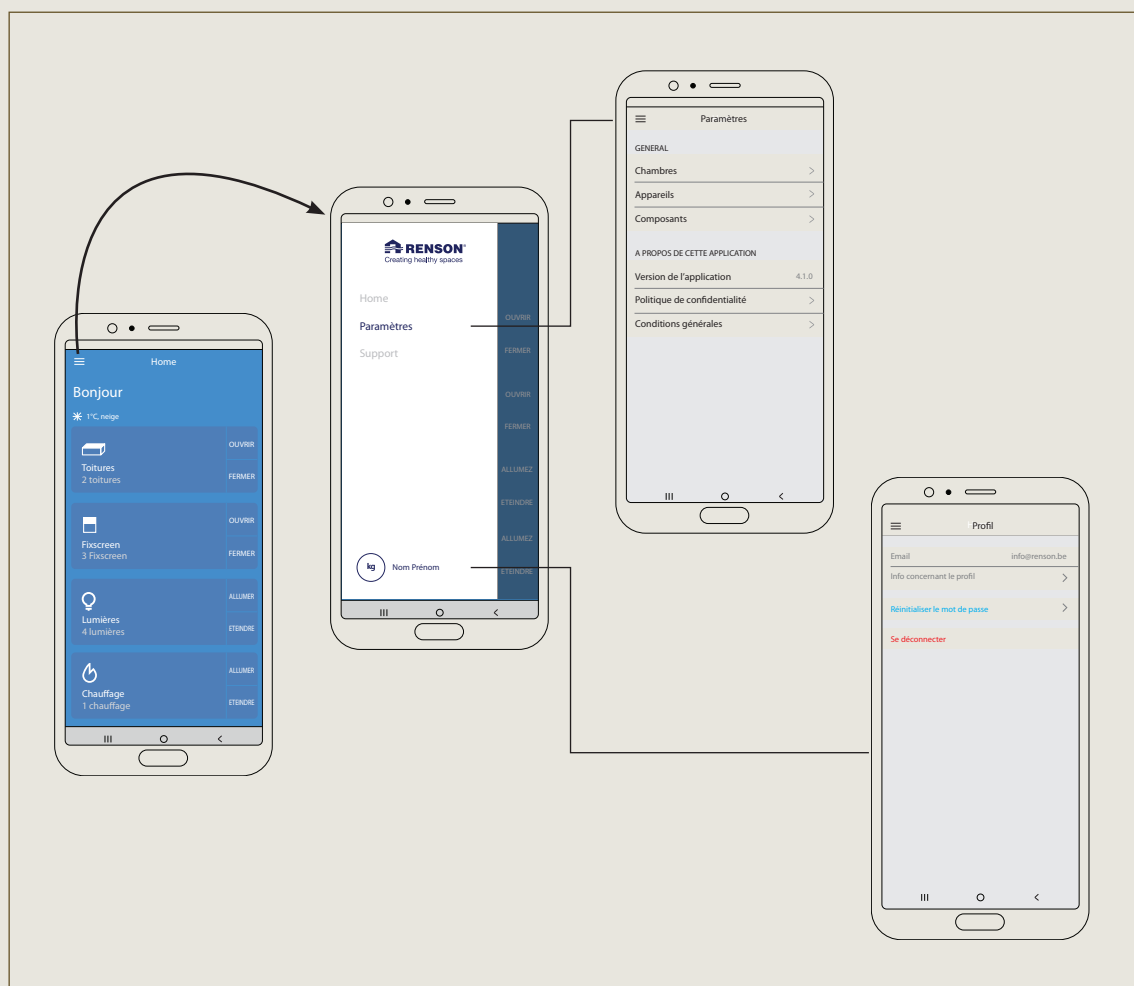 Home
Bonjour
1°C, neige
Toitures
2 toitures
OUVRIR
FERMER
Fixscreen
3 Fixscreen
OUVRIR
FERMER
Lumières
4 lumières
ALLUMER
ETEINDRE
Chauffage
1 chauffage
ALLUMER
ETEINDRE
RENSON®
Creating healthy spaces
Home
Paramètres
Support
OUVRIR
FERMER
OUVRIR
FERMER
ALLUMEZ
ETEINDRE
ALLUMEZ
ETEINDRE
kg
Nom Prénom
Paramètres
GENERAL
Chambres
Appareils
Composants
A PROPOS DE CETTE APPLICATION
Version de l'application 4.1.0
Politique de confidentialité
Conditions générales
Profil
Email info@renson.be
Info concernant le profil
Réinitialiser le mot de passe
Se déconnecter